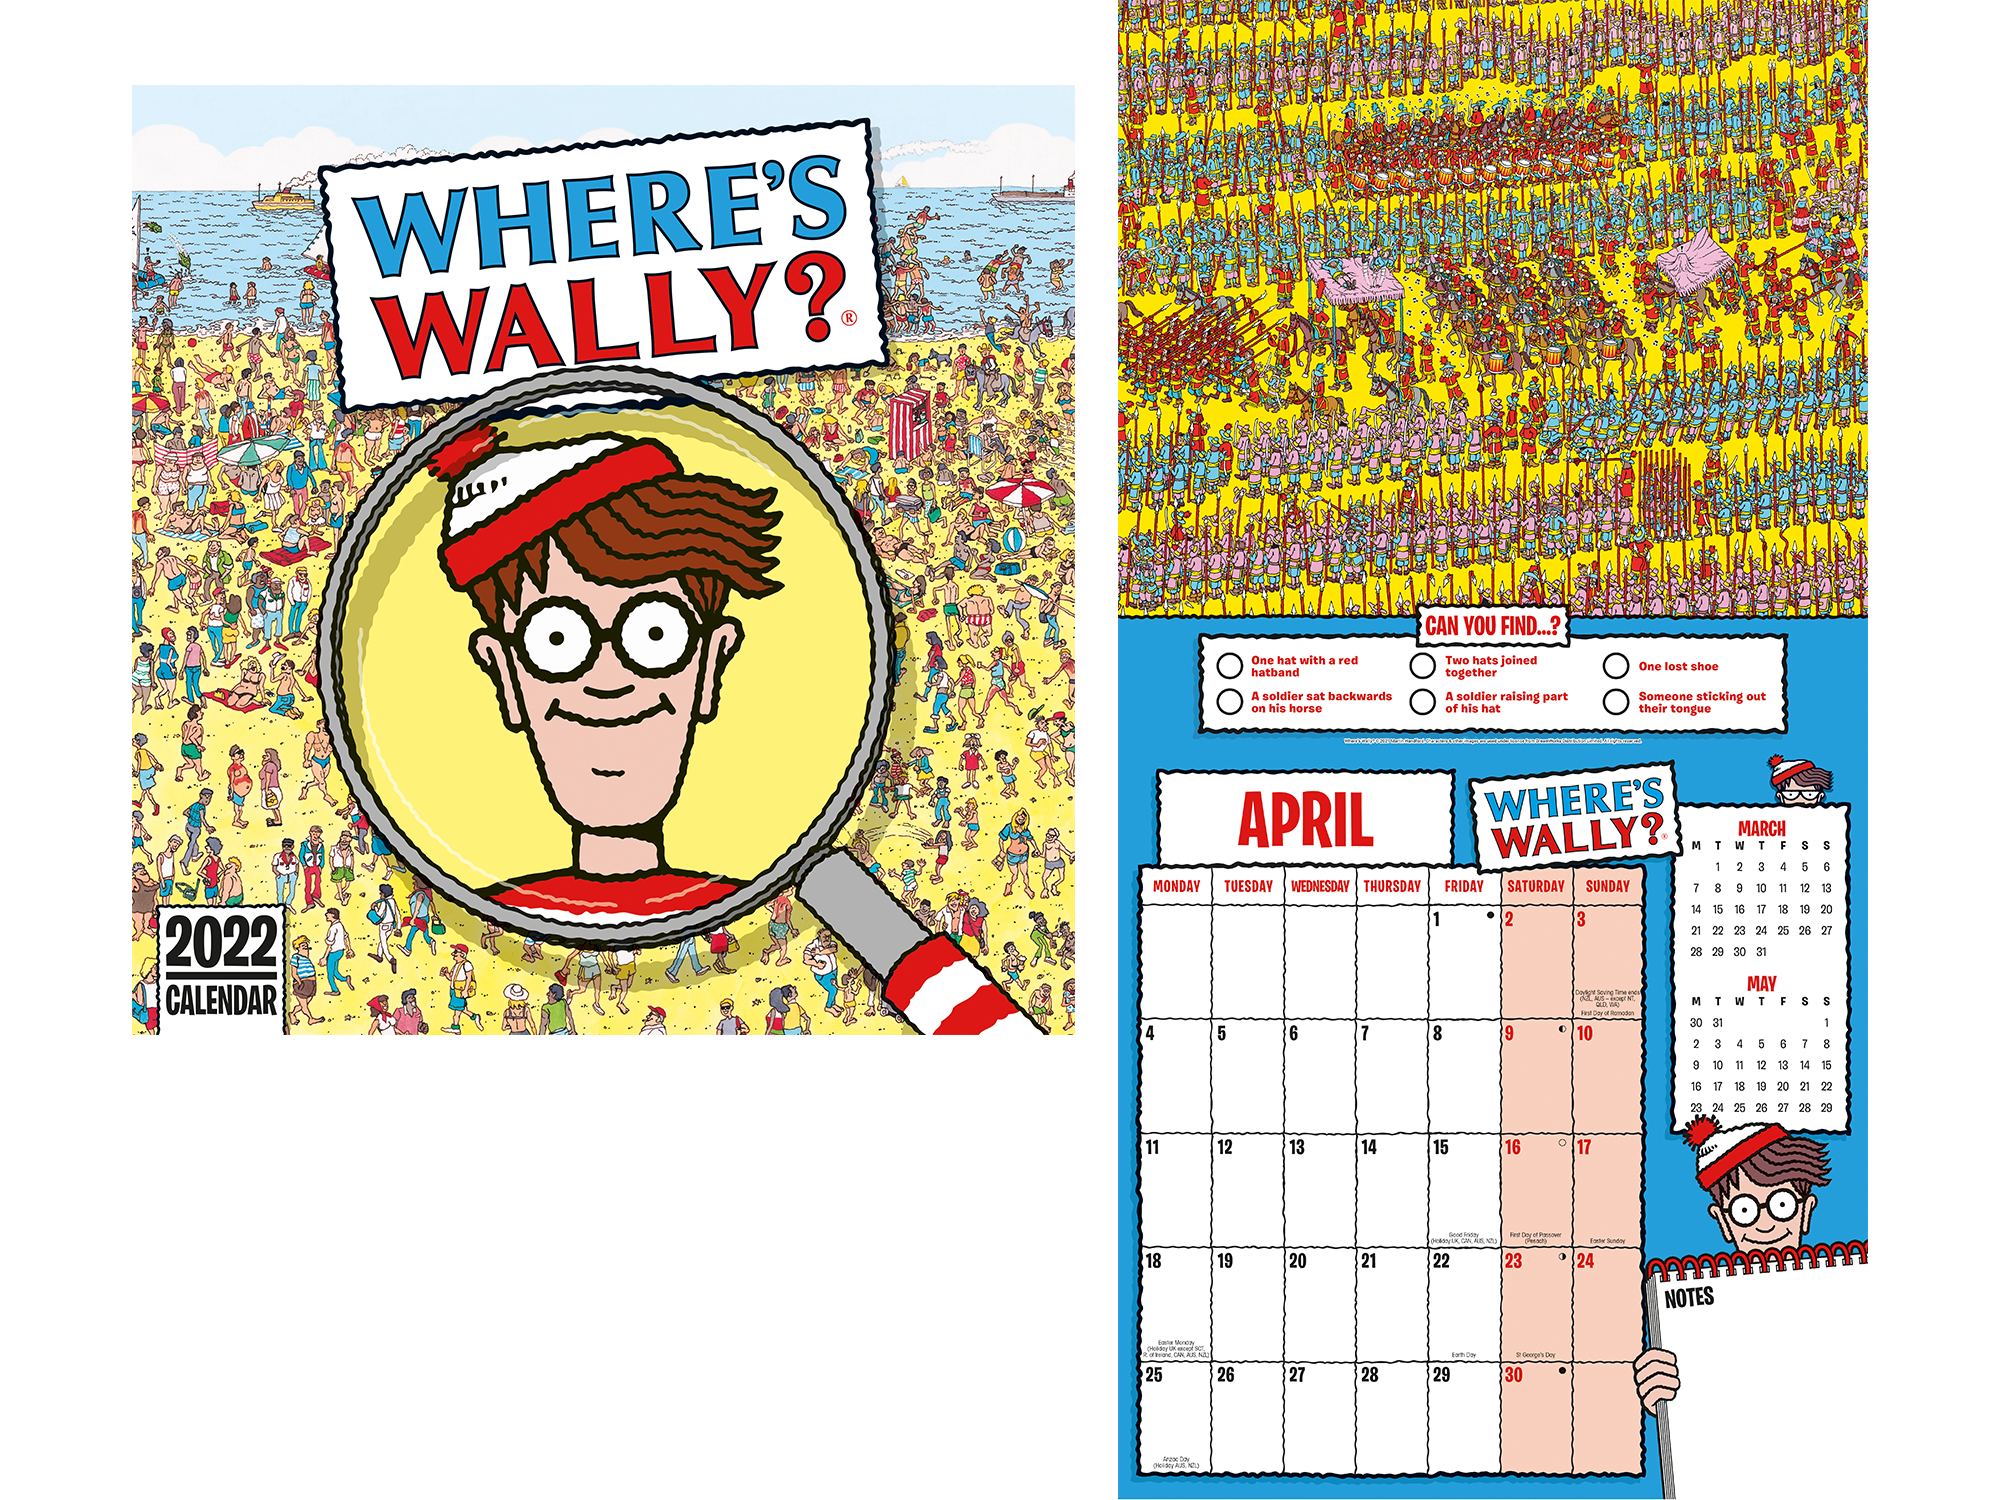 WHERE'S
WALLY?®
2022
CALENDAR
CAN YOU FIND...?
One hat with a red
hatband
Two hats joined
together
One lost shoe
A soldier sat backwards
on his horse
A soldier raising part
of his hat
Someone sticking out
their tongue
APRIL
WHERE'S
WALLY?®
MONDAY TUESDAY WEDNESDAY THURSDAY FRIDAY SATURDAY SUNDAY
1 2 3
Daylight Saving Time ends
(NZL, AUS – except NT,
QLD, WA)
First Day of Ramadan
4 5 6 7 8 9 10
11 12 13 14 15 16 17
Good Friday
(Holiday UK, CAN, AUS, NZL)
First Day of Passover
(Pesach)
Easter Sunday
18 19 20 21 22 23 24
Easter Monday
(Holiday UK except SCT,
R. of Ireland, CAN, AUS, NZL)
Earth Day
St George's Day
25 26 27 28 29 30
Anzac Day
(Holiday AUS, NZL)
MARCH
M T W T F S S
1 2 3 4 5 6
7 8 9 10 11 12 13
14 15 16 17 18 19 20
21 22 23 24 25 26 27
28 29 30 31
MAY
M T W T F S S
30 31 1
2 3 4 5 6 7 8
9 10 11 12 13 14 15
16 17 18 19 20 21 22
23 24 25 26 27 28 29
NOTES